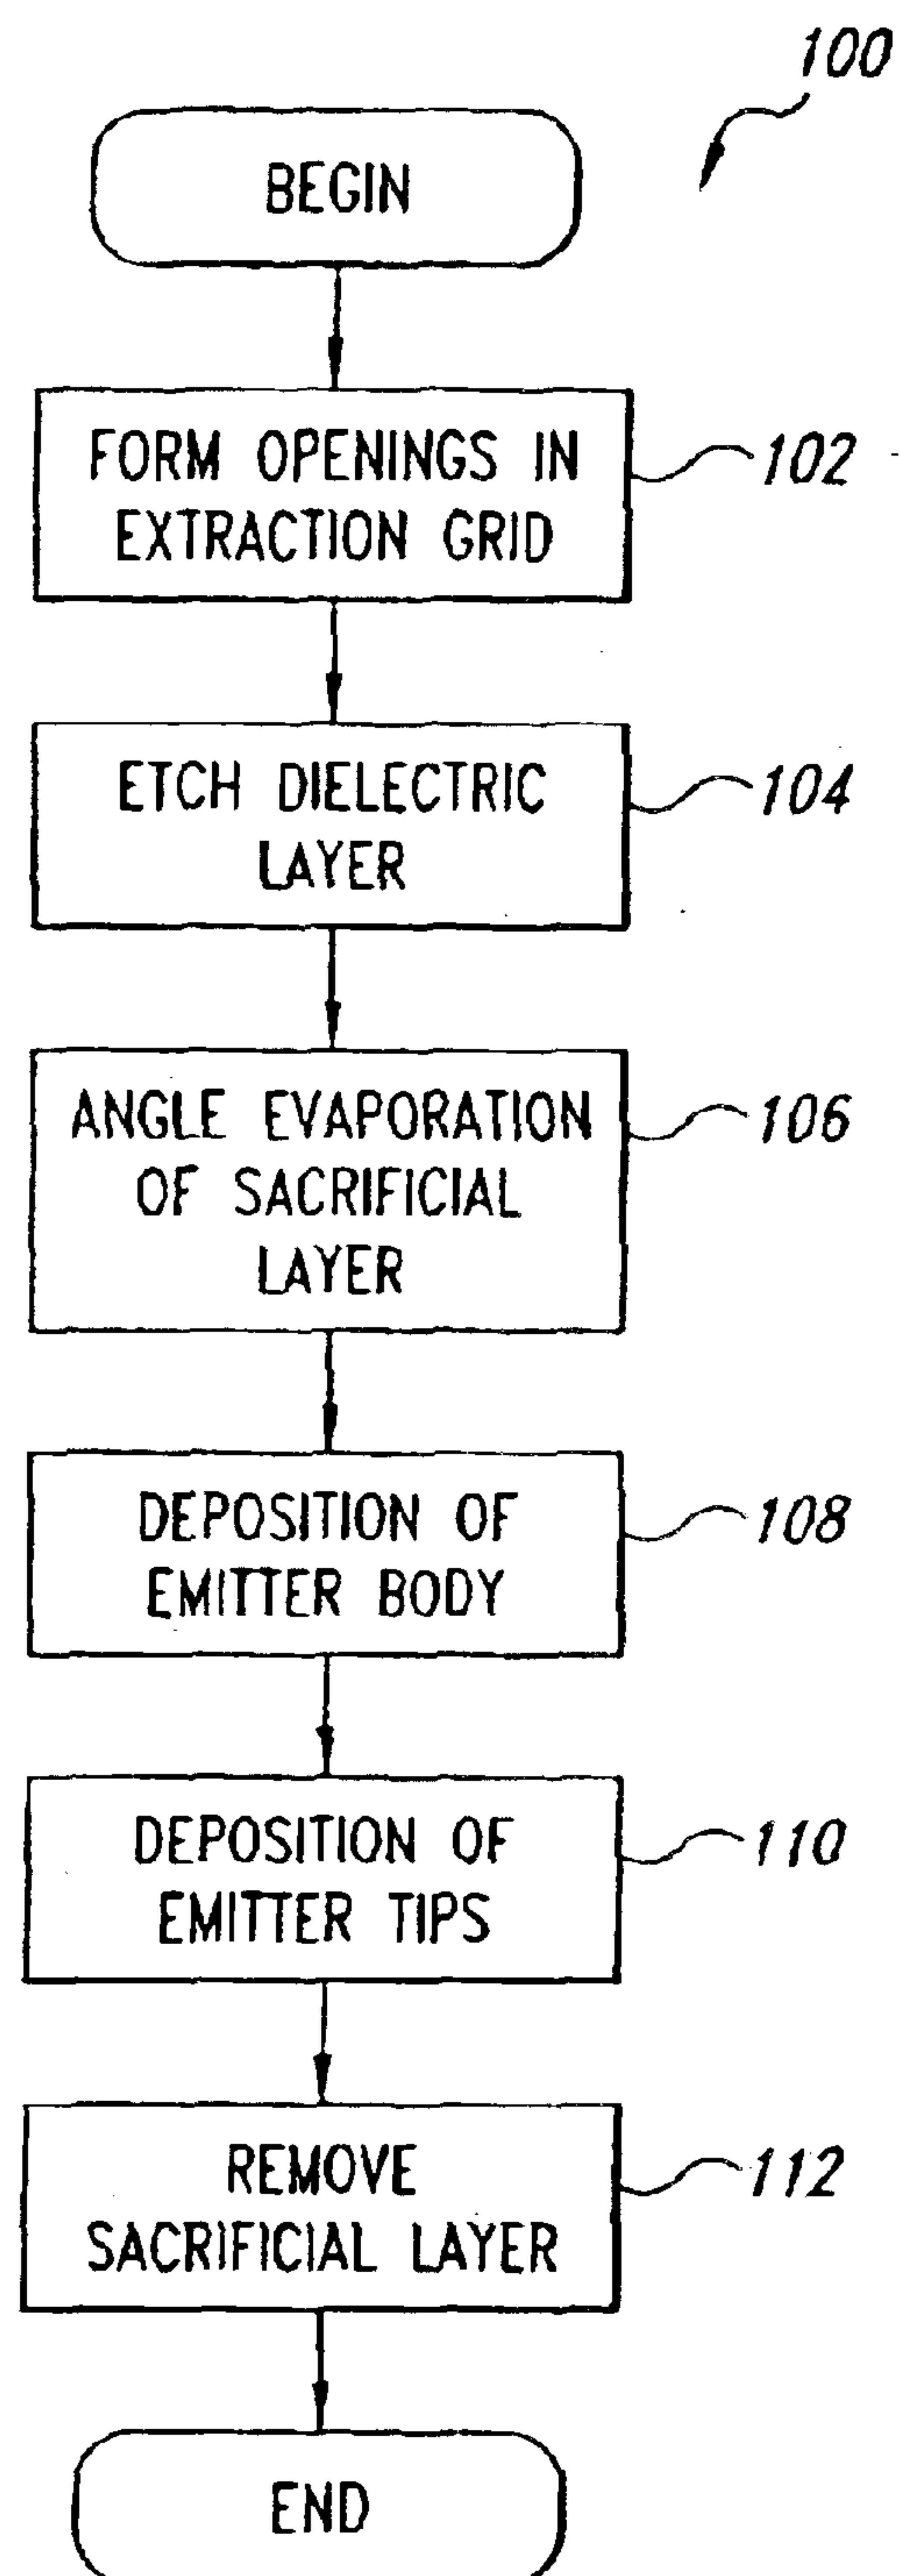 100
BEGIN
FORM OPENINGS IN
EXTRACTION GRID
102
ETCH DIELECTRIC
LAYER
104
ANGLE EVAPORATION
OF SACRIFICIAL
LAYER
106
DEPOSITION OF
EMITTER BODY
108
DEPOSITION OF
EMITTER TIPS
110
REMOVE
SACRIFICIAL LAYER
112
END